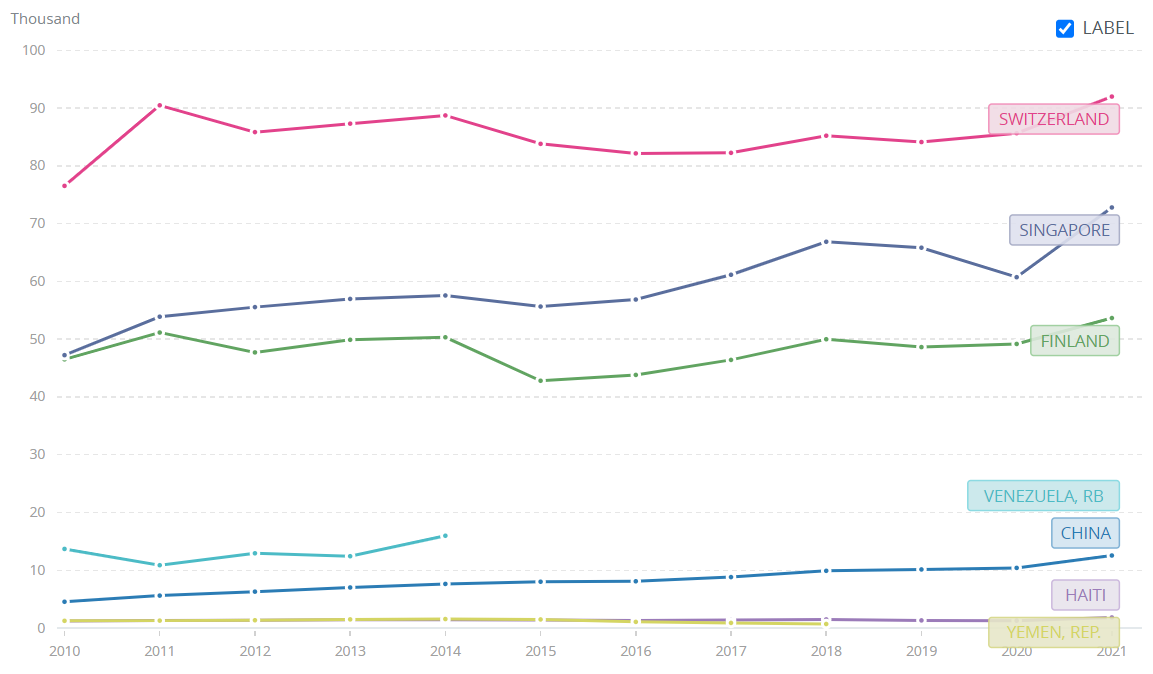 Thousand
LABEL
100
90
SWITZERLAND
80
70
SINGAPORE
60
50
FINLAND
40
30
VENEZUELA, RB
20
CHINA
10
HAITI
0
YEMEN, REP.
2010 2011 2012 2013 2014 2015 2016 2017 2018 2019 2020 2021